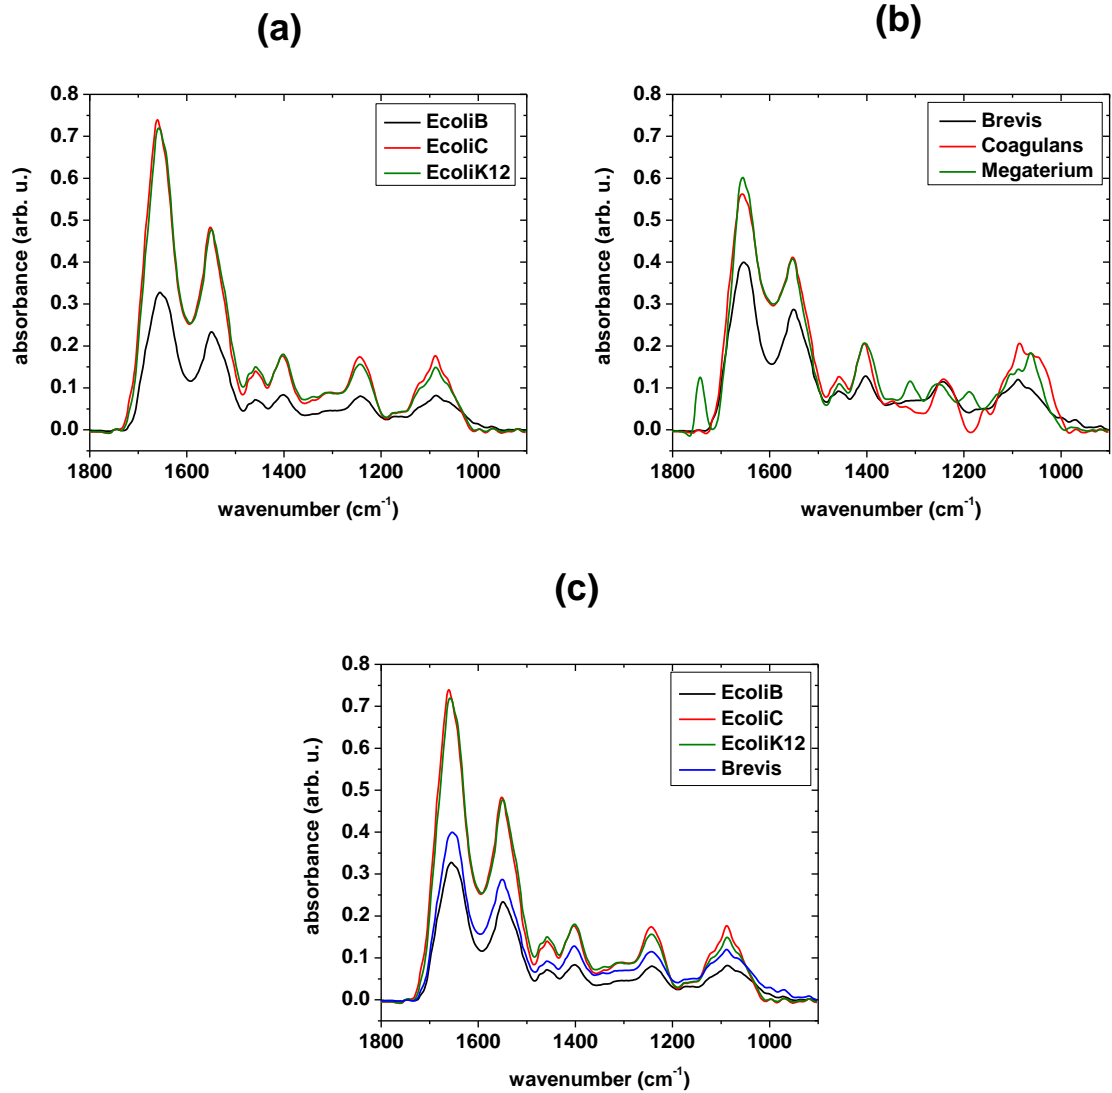 (a)
0.8
0.7
0.6
0.5
0.4
0.3
0.2
0.1
0.0
absorbance (arb. u.)
EcoliB
EcoliC
EcoliK12
1800 1600 1400 1200 1000
wavenumber (cm⁻¹)
(b)
0.8
0.7
0.6
0.5
0.4
0.3
0.2
0.1
0.0
absorbance (arb. u.)
Brevis
Coagulans
Megaterium
1800 1600 1400 1200 1000
wavenumber (cm⁻¹)
(c)
0.8
0.7
0.6
0.5
0.4
0.3
0.2
0.1
0.0
absorbance (arb. u.)
EcoliB
EcoliC
EcoliK12
Brevis
1800 1600 1400 1200 1000
wavenumber (cm⁻¹)